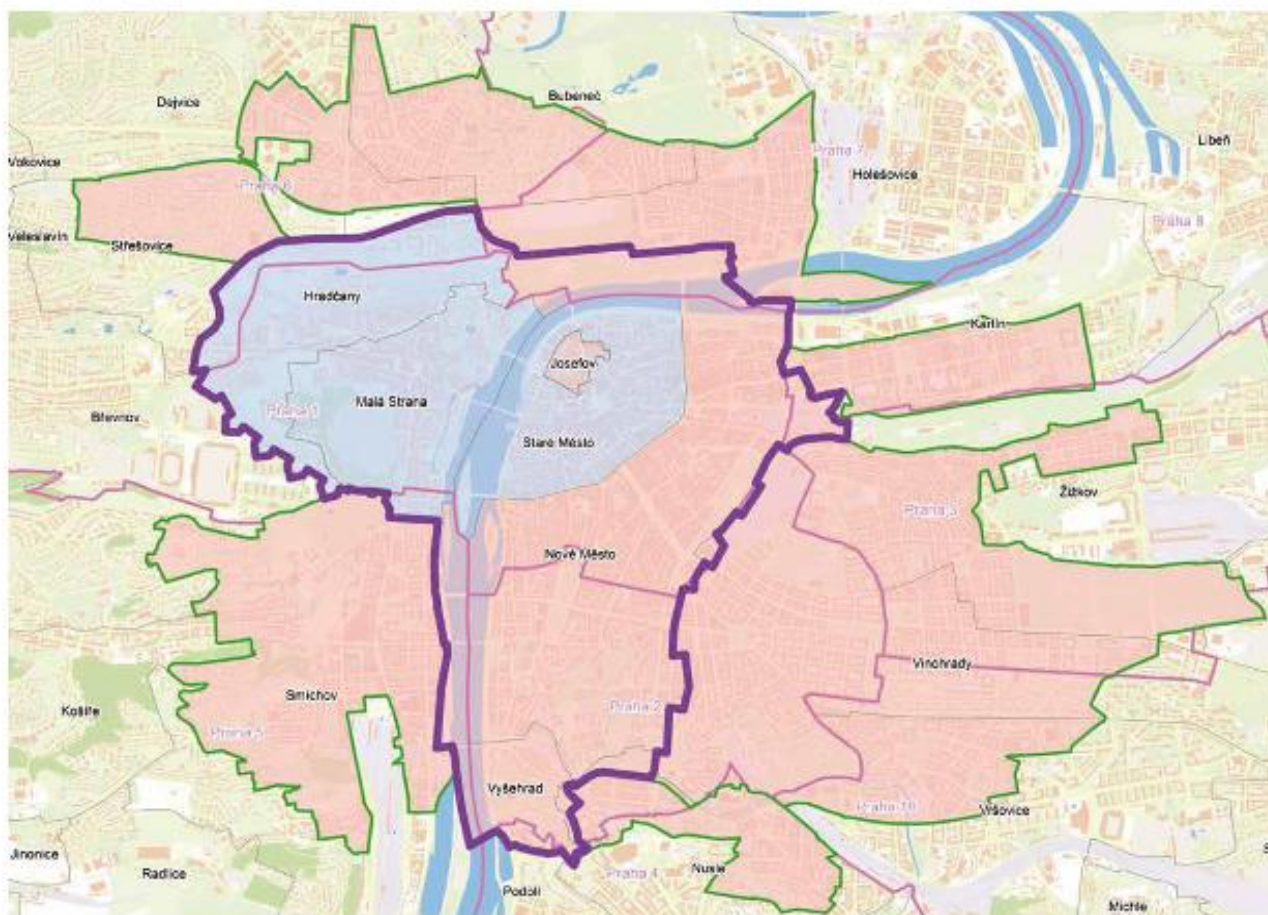 Dejvice
Bubeneč
Libeň
Vokovice
Praha 7
Holešovice
Praha 6
Praha 8
Veleslavín
Střešovice
Hradčany
Karlín
Josefov
Malá Strana
Praha 1
Břevnov
Staré Město
Žižkov
Praha 3
Nové Město
Vinohrady
Smíchov
Praha 2
Košíře
Praha 5
Vyšehrad
Praha 10
Vršovice
Jinonice
Radlice
Nusle
Praha 4
Podolí
Michle